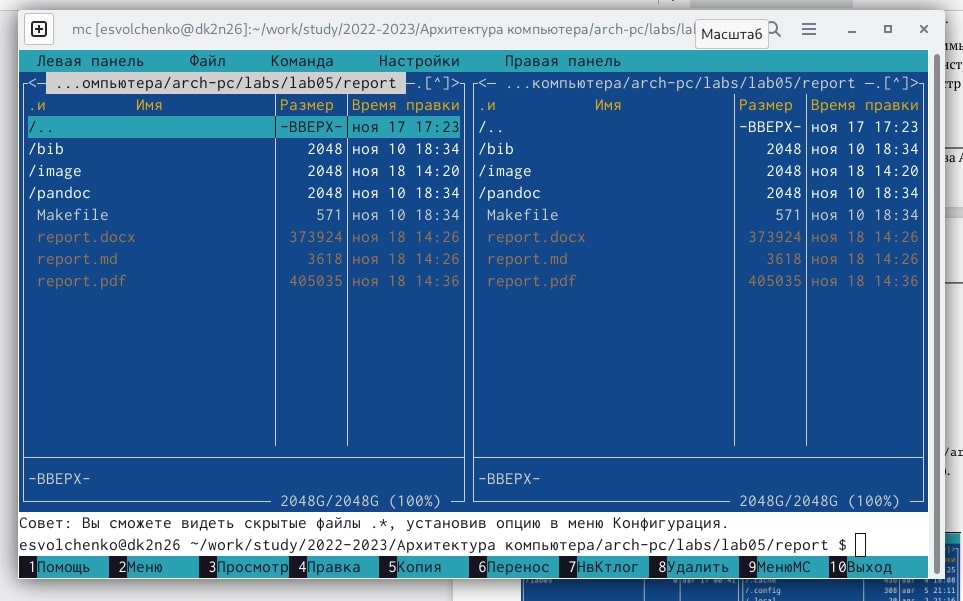 mc [esvolchenko@dk2n26]:~/work/study/2022-2023/Архитектура компьютера/arch-pc/labs/la
Масштаб
Левая панель Файл Команда Настройки Правая панель
<— ...омпьютера/arch-pc/labs/lab05/report —.[^]> <— ...компьютера/arch-pc/labs/lab05/report —.[^]>
.и Имя Размер Время правки .и Имя Размер Время правки
/.. -ВВЕРХ- ноя 17 17:23 /.. -ВВЕРХ- ноя 17 17:23
/bib 2048 ноя 10 18:34 /bib 2048 ноя 10 18:34
/image 2048 ноя 18 14:20 /image 2048 ноя 18 14:20
/pandoc 2048 ноя 10 18:34 /pandoc 2048 ноя 10 18:34
Makefile 571 ноя 10 18:34 Makefile 571 ноя 10 18:34
report.docx 373924 ноя 18 14:26 report.docx 373924 ноя 18 14:26
report.md 3618 ноя 18 14:26 report.md 3618 ноя 18 14:26
report.pdf 405035 ноя 18 14:36 report.pdf 405035 ноя 18 14:36
-ВВЕРХ- -ВВЕРХ-
2048G/2048G (100%) 2048G/2048G (100%)
Совет: Вы сможете видеть скрытые файлы .*, установив опцию в меню Конфигурация.
esvolchenko@dk2n26 ~/work/study/2022-2023/Архитектура компьютера/arch-pc/labs/lab05/report $
1Помощь 2Меню 3Просмотр 4Правка 5Копия 6Перенос 7НвКтлог 8Удалить 9МенюMC 10Выход
/.config 308 авг 5 21:11